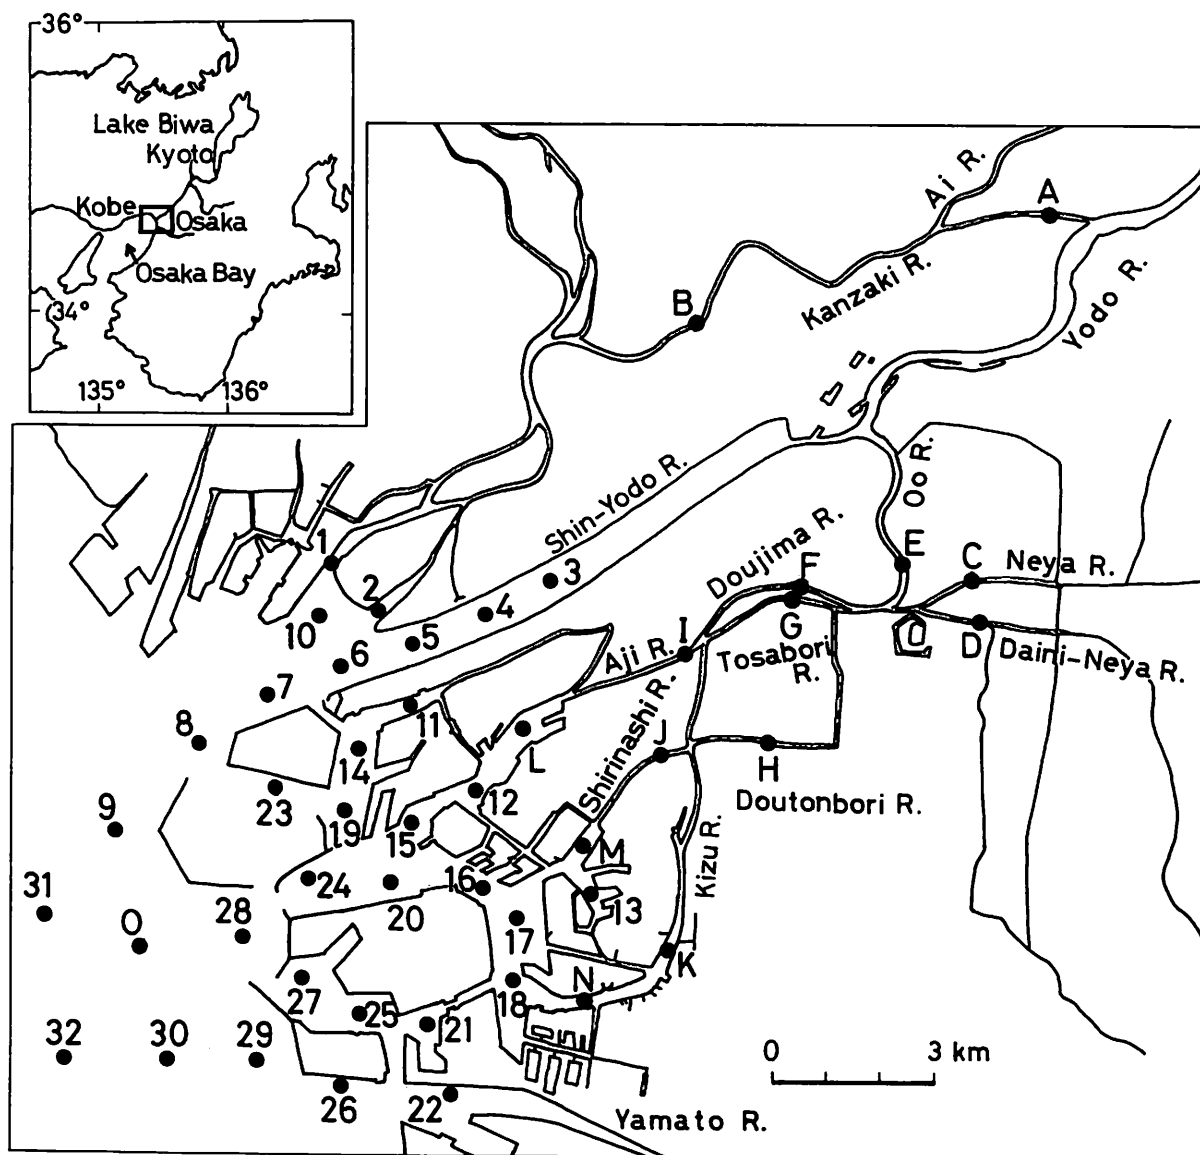 36°
Lake Biwa
Kyoto
Kobe
Osaka
Osaka Bay
34°
135°
136°
Ai R.
A
Kanzaki R.
B
Yodo R.
Shin-Yodo R.
Oo R.
Doujima R.
E
C
Neya R.
F
G
D
Daini-Neya R.
Tosabori
R.
I
Aji R.
Shirinashi R.
J
H
Doutonbori R.
Kizu R.
L
M
K
N
O
1
2
3
4
5
6
7
8
9
10
11
12
13
14
15
16
17
18
19
20
21
22
23
24
25
26
27
28
29
30
31
32
0
3 km
Yamato R.